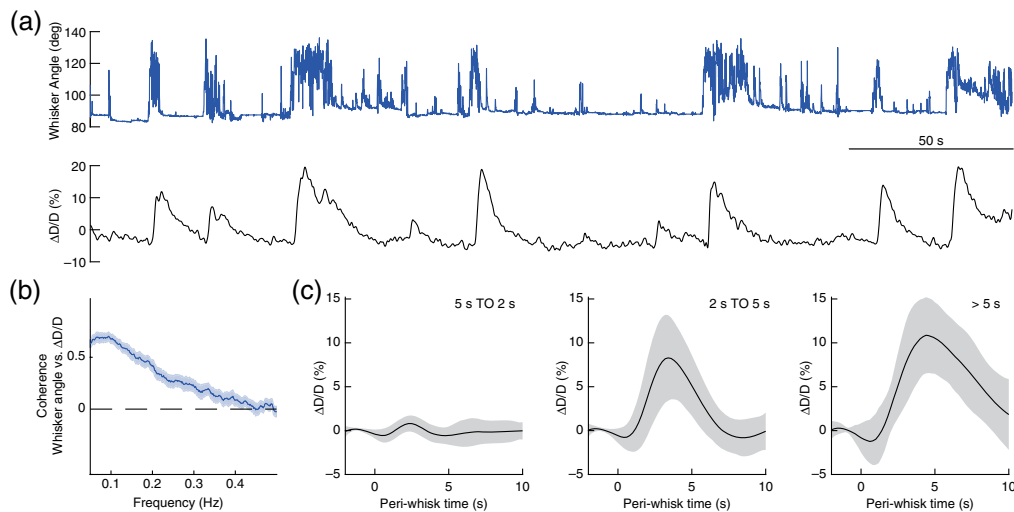 (a)
Whisker Angle (deg)
140
120
100
80
50 s
ΔD/D (%)
20
10
0
−10
(b)
Coherence
Whisker angle vs. ΔD/D
0.5
0
0.1 0.2 0.3 0.4
Frequency (Hz)
(c)
5 s TO 2 s
ΔD/D (%)
15
10
5
0
−5
0 5 10
Peri-whisk time (s)
2 s TO 5 s
ΔD/D (%)
15
10
5
0
−5
0 5 10
Peri-whisk time (s)
> 5 s
ΔD/D (%)
15
10
5
0
−5
0 5 10
Peri-whisk time (s)